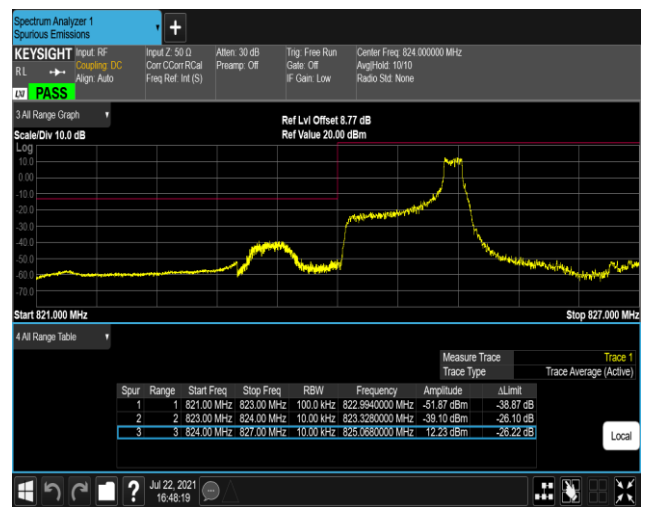 Spectrum Analyzer 1
Spurious Emissions
+
KEYSIGHT Input: RF Input Z: 50 Ω Atten: 30 dB Trig: Free Run Center Freq: 824.000000 MHz
RL Coupling: DC Corr CCorr RCal Preamp: Off Gate: Off Avg|Hold: 10/10
Align: Auto Freq Ref: Int (S) IF Gain: Low Radio Std: None
LXI PASS
3 All Range Graph
Ref Lvl Offset 8.77 dB
Scale/Div 10.0 dB Ref Value 20.00 dBm
Log
10.0
0.00
-10.0
-20.0
-30.0
-40.0
-50.0
-60.0
-70.0
Start 821.000 MHz Stop 827.000 MHz
4 All Range Table
Measure Trace Trace 1
Trace Type Trace Average (Active)
Spur Range Start Freq Stop Freq RBW Frequency Amplitude ΔLimit
1 1 821.00 MHz 823.00 MHz 100.0 kHz 822.9940000 MHz -51.87 dBm -38.87 dB
2 2 823.00 MHz 824.00 MHz 10.00 kHz 823.3280000 MHz -39.10 dBm -26.10 dB
3 3 824.00 MHz 827.00 MHz 10.00 kHz 825.0680000 MHz 12.23 dBm -26.22 dB
Local
? Jul 22, 2021
16:48:19